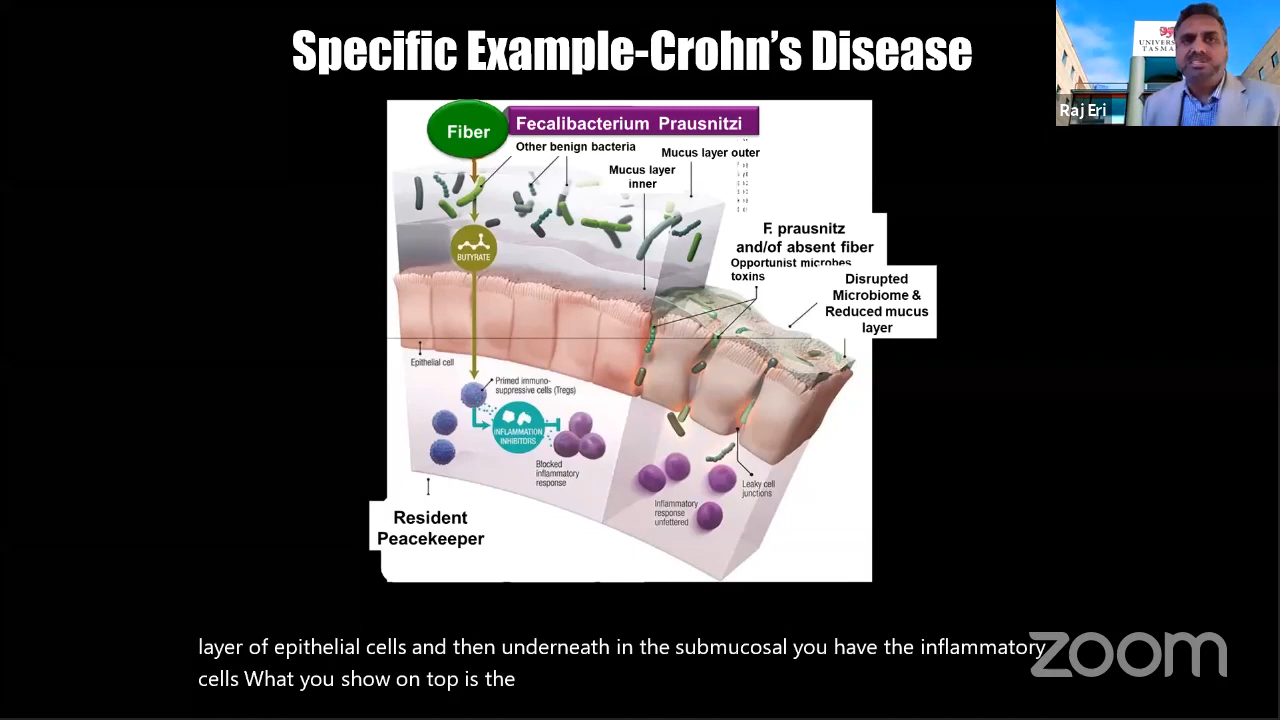 Specific Example-Crohn's Disease
UNIVERS
TASMA
Raj Eri
Fiber
Fecalibacterium Prausnitzi
Other benign bacteria
Mucus layer outer
Mucus layer
inner
F. prausnitz
and/of absent fiber
Opportunist microbes
toxins
Disrupted
Microbiome &
Reduced mucus
layer
BUTYRATE
Epithelial cell
Primed immuno-
suppressive cells (Tregs)
INFLAMMATION
INHIBITORS
Blocked
inflammatory
response
Inflammatory
response
unfettered
Leaky cell
junctions
Resident
Peacekeeper
layer of epithelial cells and then underneath in the submucosal you have the inflammatory
cells What you show on top is the
zoom